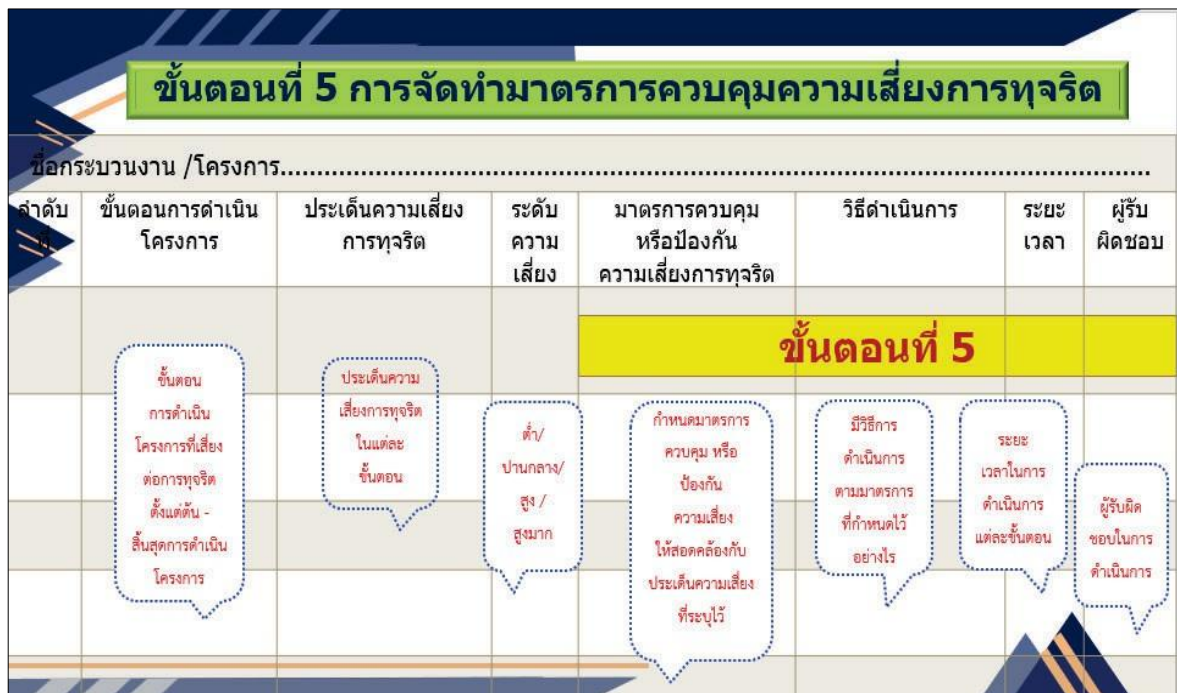 ขั้นตอนที่ 5 การจัดทำมาตรการควบคุมความเสี่ยงการทุจริต
ชื่อกระบวนงาน /โครงการ........................................................................................................................
ลำดับ
ที่
ขั้นตอนการดำเนิน
โครงการ
ประเด็นความเสี่ยง
การทุจริต
ระดับ
ความ
เสี่ยง
มาตรการควบคุม
หรือป้องกัน
ความเสี่ยงการทุจริต
วิธีดำเนินการ
ระยะ
เวลา
ผู้รับ
ผิดชอบ
ขั้นตอนที่ 5
ขั้นตอน
การดำเนิน
โครงการที่เสี่ยง
ต่อการทุจริต
ตั้งแต่ต้น -
สิ้นสุดการดำเนิน
โครงการ
ประเด็นความ
เสี่ยงการทุจริต
ในแต่ละ
ขั้นตอน
ต่ำ/
ปานกลาง/
สูง /
สูงมาก
กำหนดมาตรการ
ควบคุม หรือ
ป้องกัน
ความเสี่ยง
ให้สอดคล้องกับ
ประเด็นความเสี่ยง
ที่ระบุไว้
มีวิธีการ
ดำเนินการ
ตามมาตรการ
ที่กำหนดไว้
อย่างไร
ระยะ
เวลาในการ
ดำเนินการ
แต่ละขั้นตอน
ผู้รับผิด
ชอบในการ
ดำเนินการ